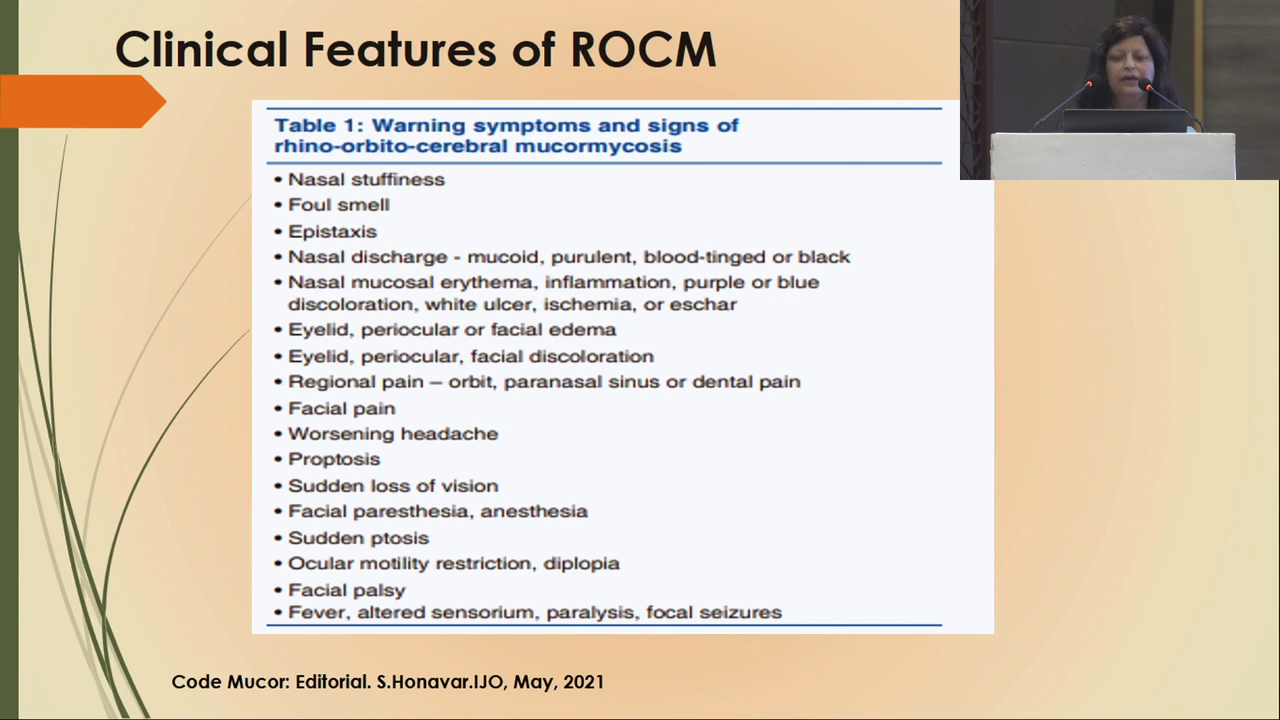 Clinical Features of ROCM
Table 1: Warning symptoms and signs of
rhino-orbito-cerebral mucormycosis
• Nasal stuffiness
• Foul smell
• Epistaxis
• Nasal discharge - mucoid, purulent, blood-tinged or black
• Nasal mucosal erythema, inflammation, purple or blue
discoloration, white ulcer, ischemia, or eschar
• Eyelid, periocular or facial edema
• Eyelid, periocular, facial discoloration
• Regional pain – orbit, paranasal sinus or dental pain
• Facial pain
• Worsening headache
• Proptosis
• Sudden loss of vision
• Facial paresthesia, anesthesia
• Sudden ptosis
• Ocular motility restriction, diplopia
• Facial palsy
• Fever, altered sensorium, paralysis, focal seizures
Code Mucor: Editorial. S.Honavar.IJO, May, 2021